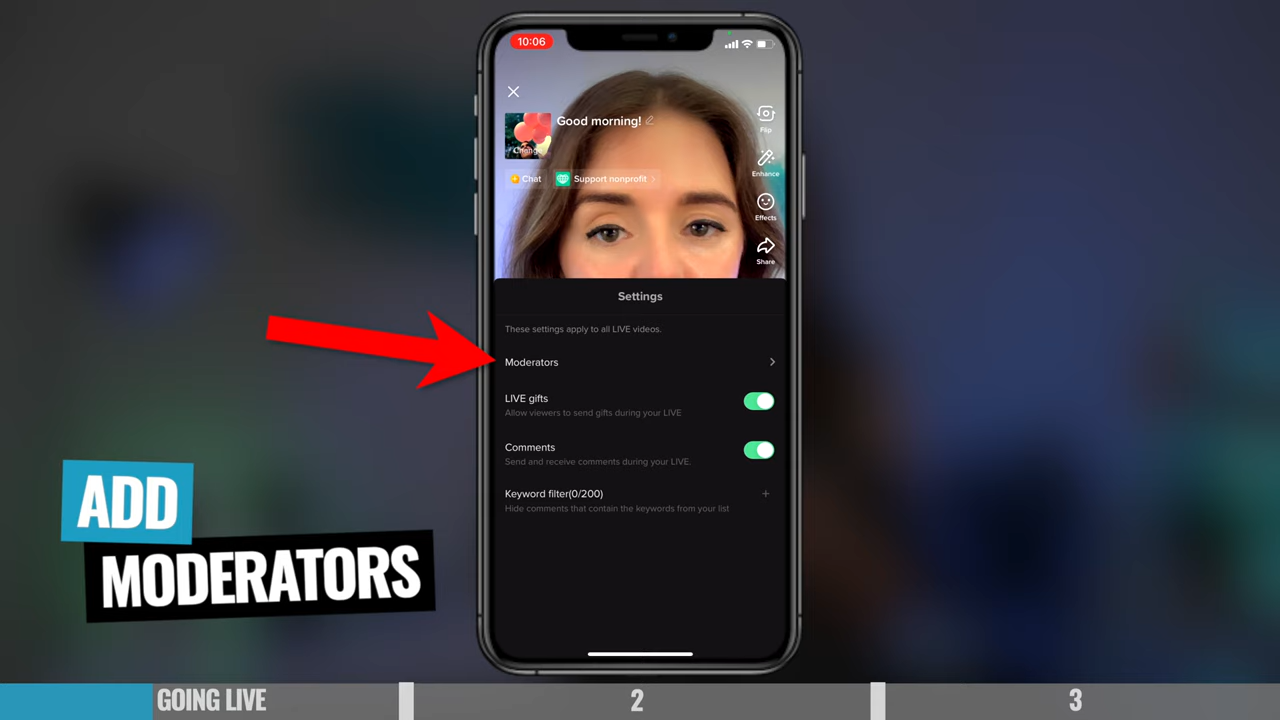 10:06
Good morning!
Change
Chat
Support nonprofit
Flip
Enhance
Effects
Share
Settings
These settings apply to all LIVE videos.
Moderators
LIVE gifts
Allow viewers to send gifts during your LIVE
Comments
Send and receive comments during your LIVE.
Keyword filter(0/200)
Hide comments that contain the keywords from your list
ADD
MODERATORS
GOING LIVE
2
3